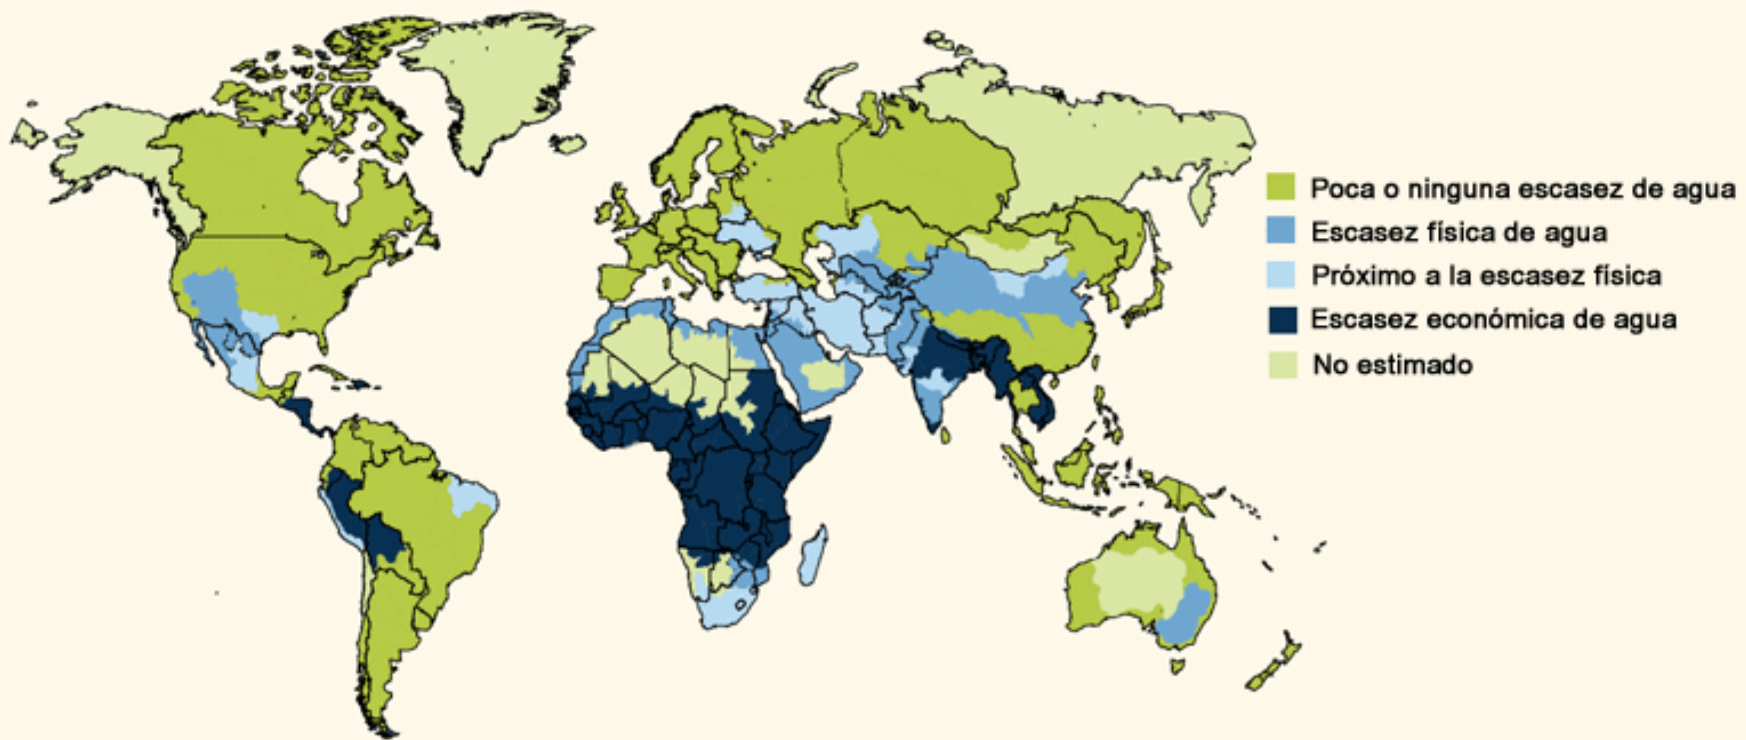 Poca o ninguna escasez de agua
Escasez física de agua
Próximo a la escasez física
Escasez económica de agua
No estimado